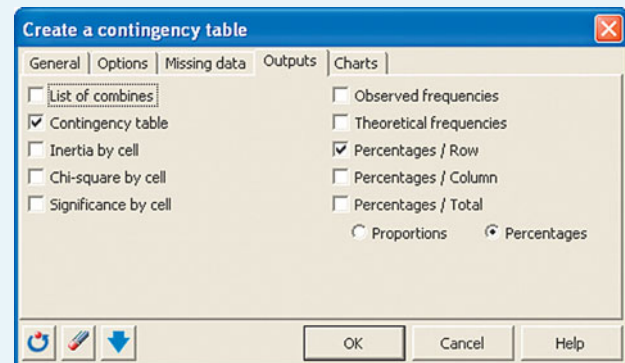 Create a contingency table
General Options Missing data Outputs Charts
List of combines
Contingency table
Inertia by cell
Chi-square by cell
Significance by cell
Observed frequencies
Theoretical frequencies
Percentages / Row
Percentages / Column
Percentages / Total
Proportions Percentages
OK Cancel Help